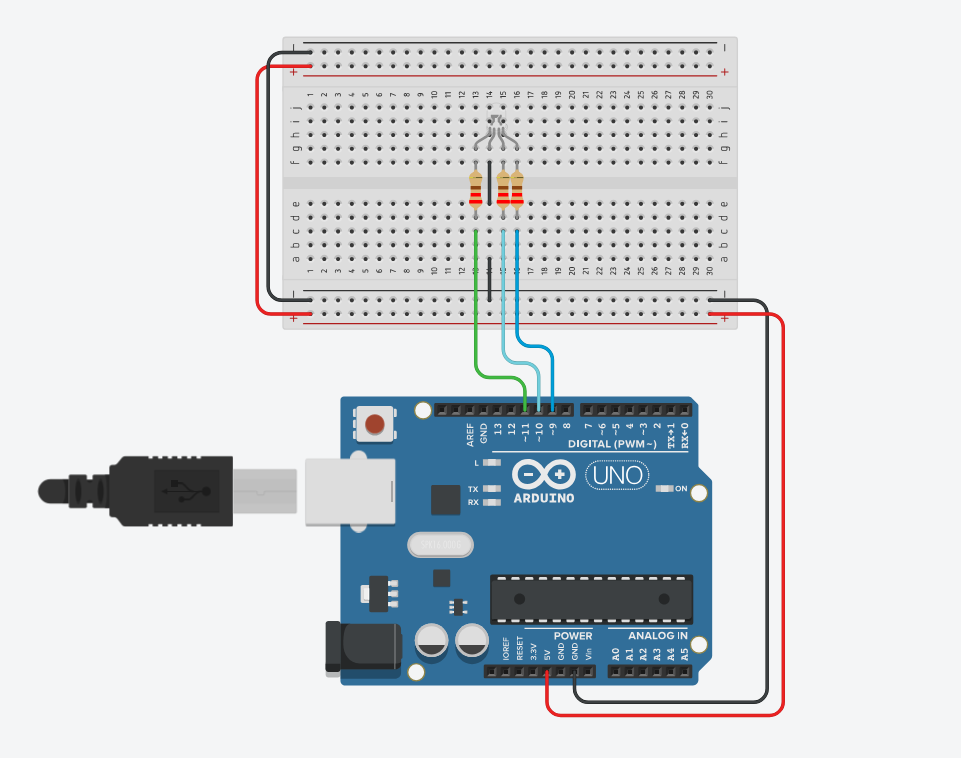 − −
+ +
1 2 3 4 5 6 7 8 9 10 11 12 13 14 15 16 17 18 19 20 21 22 23 24 25 26 27 28 29 30
j j
i i
h h
g g
f f
e e
d d
c c
b b
a a
1 2 3 4 5 6 7 8 9 10 11 12 13 14 15 16 17 18 19 20 21 22 23 24 25 26 27 28 29 30
− −
+ +
AREF GND 13 12 ~11 ~10 ~9 8 7 ~6 ~5 4 ~3 2 TX→1 RX←0
DIGITAL (PWM~)
L
TX
RX
ARDUINO
UNO
ON
POWER ANALOG IN
IOREF RESET 3.3V 5V GND GND Vin A0 A1 A2 A3 A4 A5